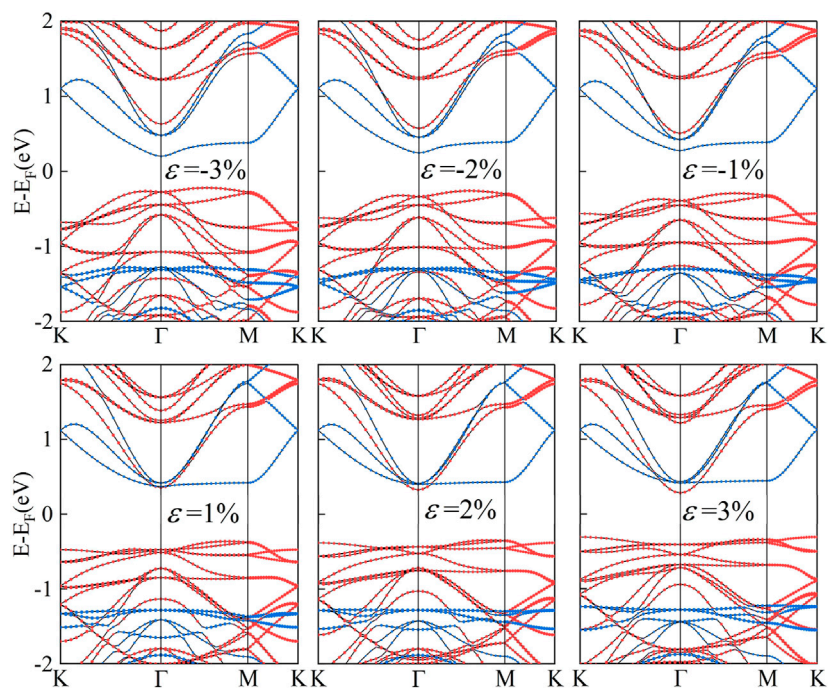 2
1
0
-1
-2
E-E_F(eV)
ε=-3%
K Γ M K
ε=-2%
K Γ M K
ε=-1%
K Γ M K
2
1
0
-1
-2
E-E_F(eV)
ε=1%
K Γ M K
ε=2%
K Γ M K
ε=3%
K Γ M K